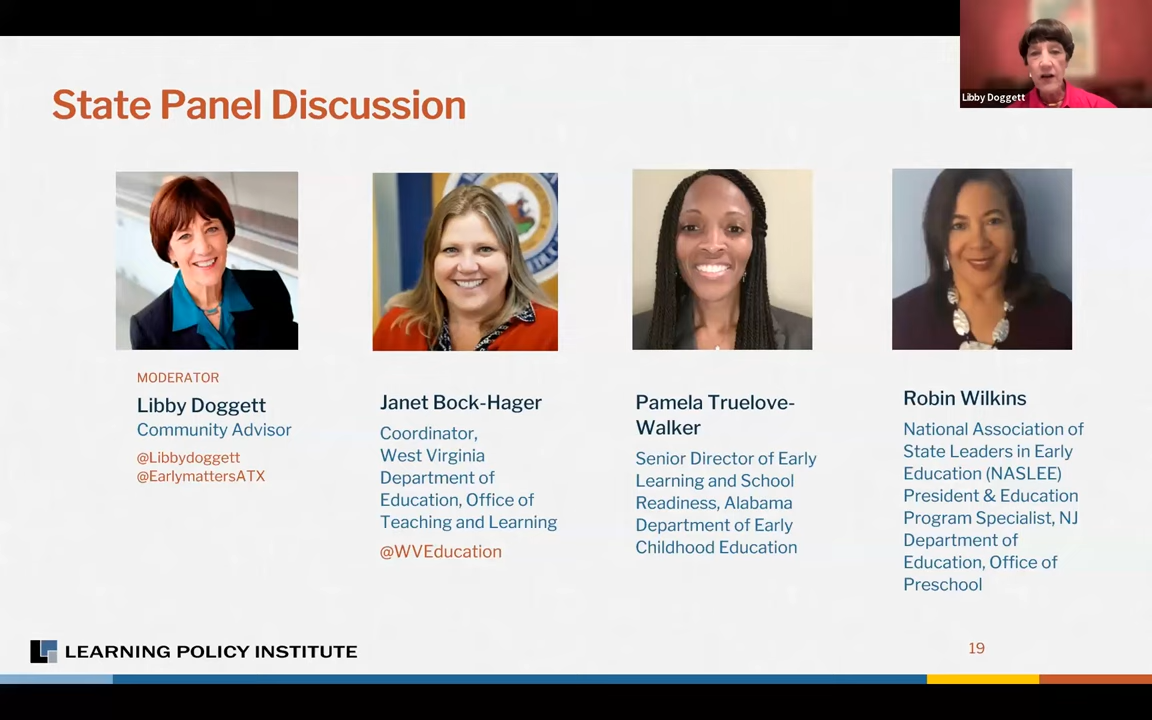 Libby Doggett
State Panel Discussion
MODERATOR
Libby Doggett
Community Advisor
@Libbydoggett
@EarlymattersATX
Janet Bock-Hager
Coordinator,
West Virginia
Department of
Education, Office of
Teaching and Learning
@WVEducation
Pamela Truelove-
Walker
Senior Director of Early
Learning and School
Readiness, Alabama
Department of Early
Childhood Education
Robin Wilkins
National Association of
State Leaders in Early
Education (NASLEE)
President & Education
Program Specialist, NJ
Department of
Education, Office of
Preschool
LEARNING POLICY INSTITUTE
19